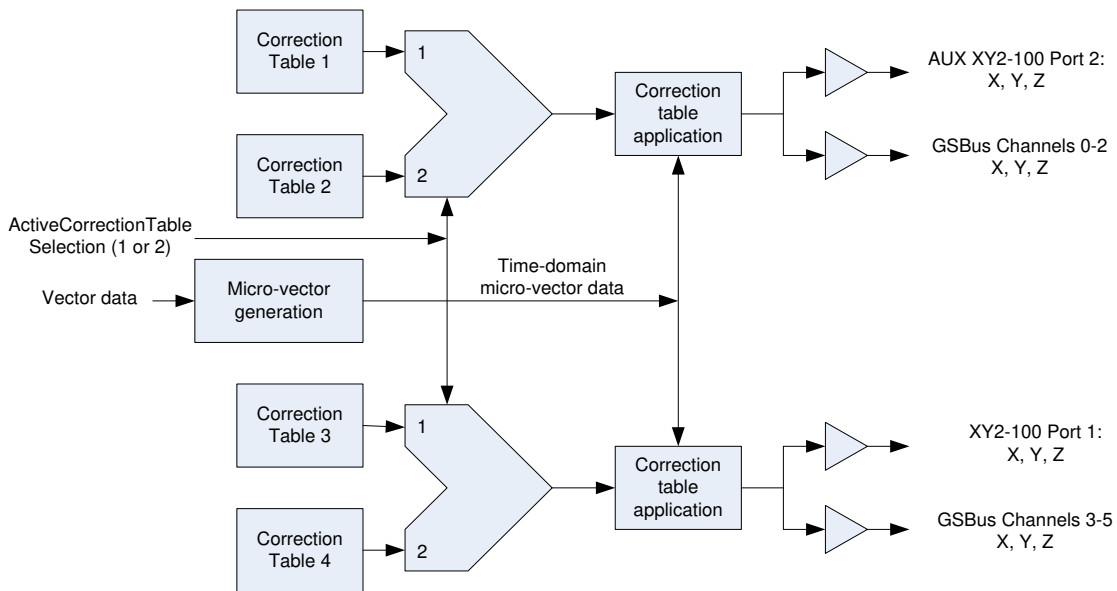 Correction
Table 1
1
Correction
table
application
AUX XY2-100 Port 2:
X, Y, Z
Correction
Table 2
2
GSBus Channels 0-2
X, Y, Z
ActiveCorrectionTable
Selection (1 or 2)
Vector data
Micro-vector
generation
Time-domain
micro-vector data
Correction
Table 3
1
Correction
table
application
XY2-100 Port 1:
X, Y, Z
Correction
Table 4
2
GSBus Channels 3-5
X, Y, Z